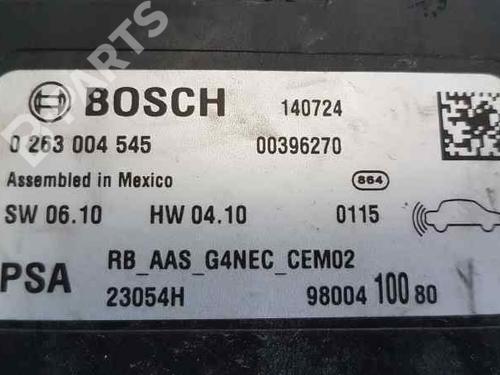 BPARTS
BOSCH 140724
0 263 004 545 00396270
Assembled in Mexico 864
SW 06.10 HW 04.10 0115
PSA RB_AAS_G4NEC_CEM02
23054H 98004 100 80